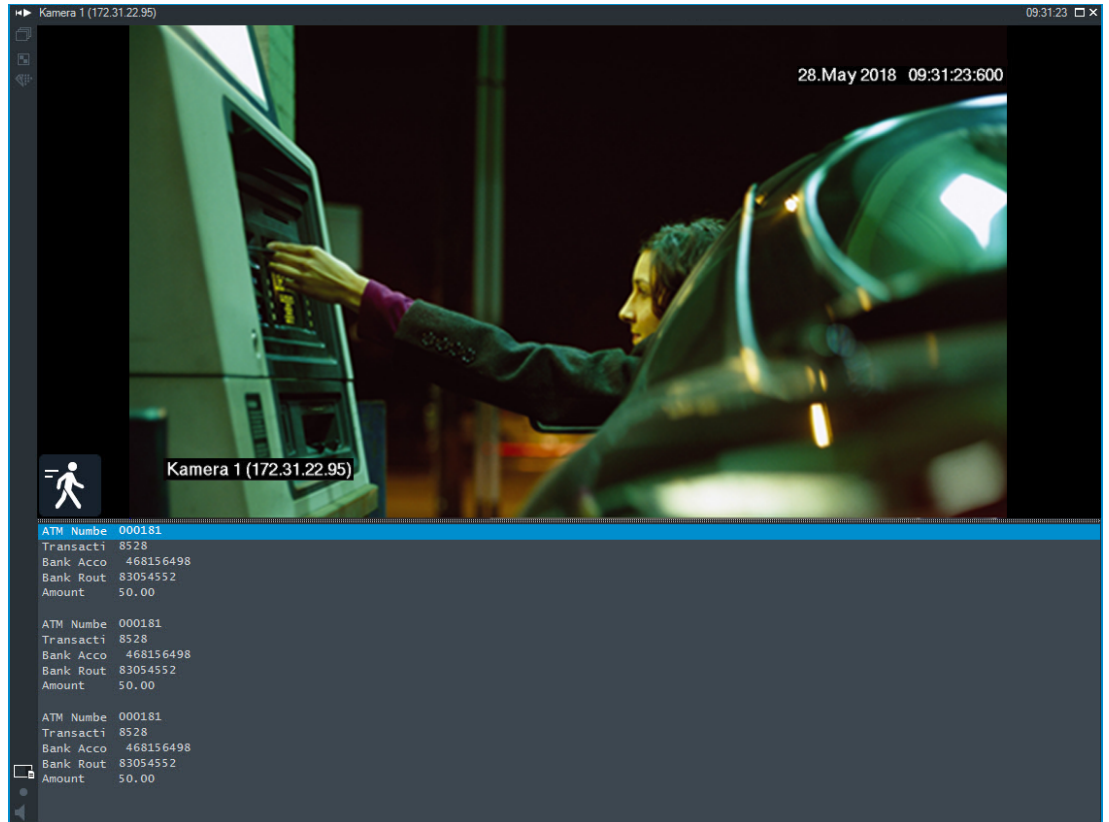 Kamera 1 (172.31.22.95) 09:31:23
28.May 2018 09:31:23:600
Kamera 1 (172.31.22.95)
ATM Numbe 000181
Transacti 8528
Bank Acco 468156498
Bank Rout 83054552
Amount 50.00
ATM Numbe 000181
Transacti 8528
Bank Acco 468156498
Bank Rout 83054552
Amount 50.00
ATM Numbe 000181
Transacti 8528
Bank Acco 468156498
Bank Rout 83054552
Amount 50.00